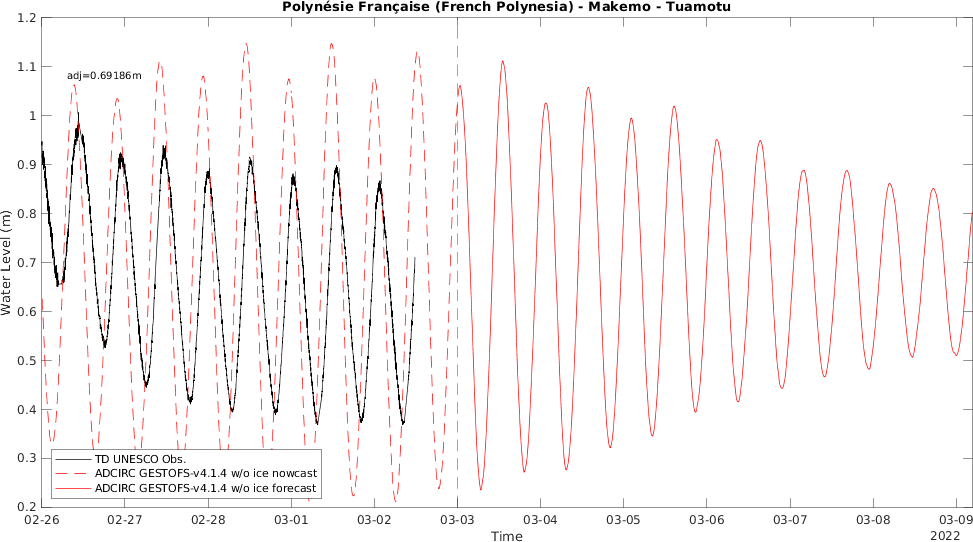 Polynésie Française (French Polynesia) - Makemo - Tuamotu
1.2
1.1
1
0.9
0.8
0.7
0.6
0.5
0.4
0.3
0.2
Water Level (m)
adj=0.69186m
TD UNESCO Obs.
ADCIRC GESTOFS-v4.1.4 w/o ice nowcast
ADCIRC GESTOFS-v4.1.4 w/o ice forecast
02-26 02-27 02-28 03-01 03-02 03-03 03-04 03-05 03-06 03-07 03-08 03-09
Time
2022